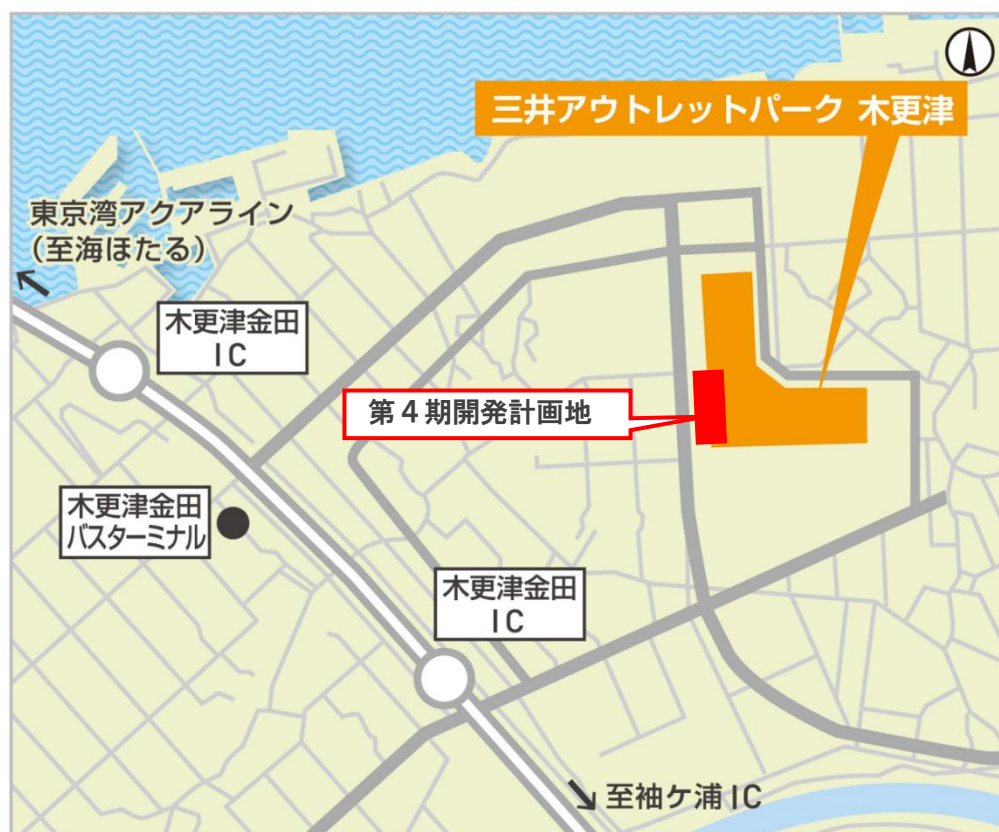 三井アウトレットパーク 木更津
東京湾アクアライン
（至海ほたる）
木更津金田
IC
第４期開発計画地
木更津金田
バスターミナル
木更津金田
IC
至袖ケ浦IC